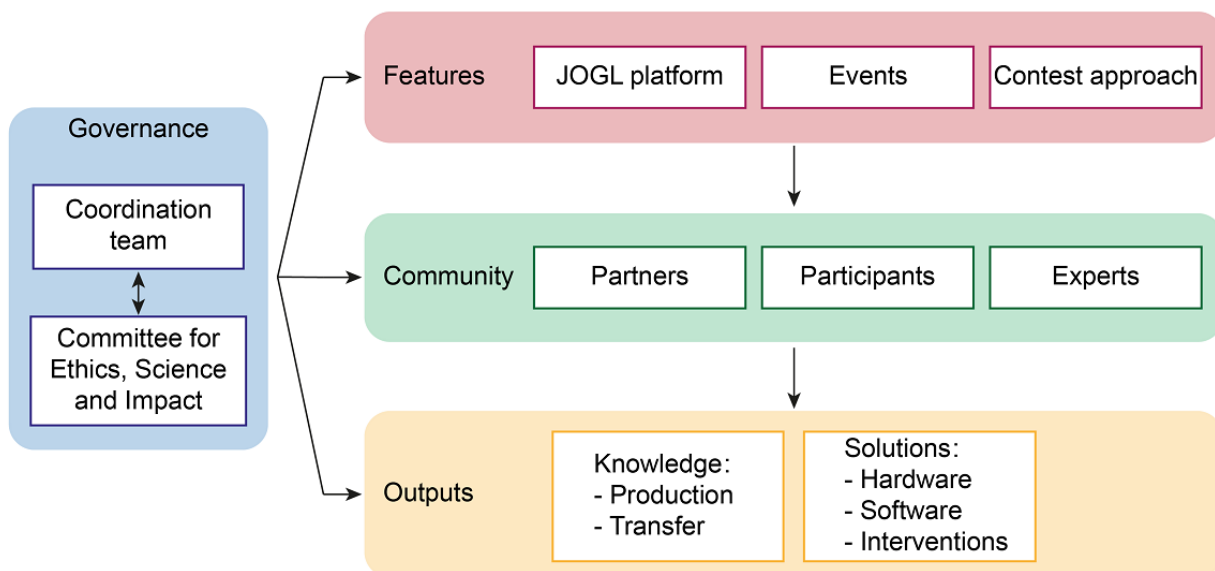 Governance
Coordination
team
Committee for
Ethics, Science
and Impact
Features
JOGL platform
Events
Contest approach
Community
Partners
Participants
Experts
Outputs
Knowledge:
- Production
- Transfer
Solutions:
- Hardware
- Software
- Interventions